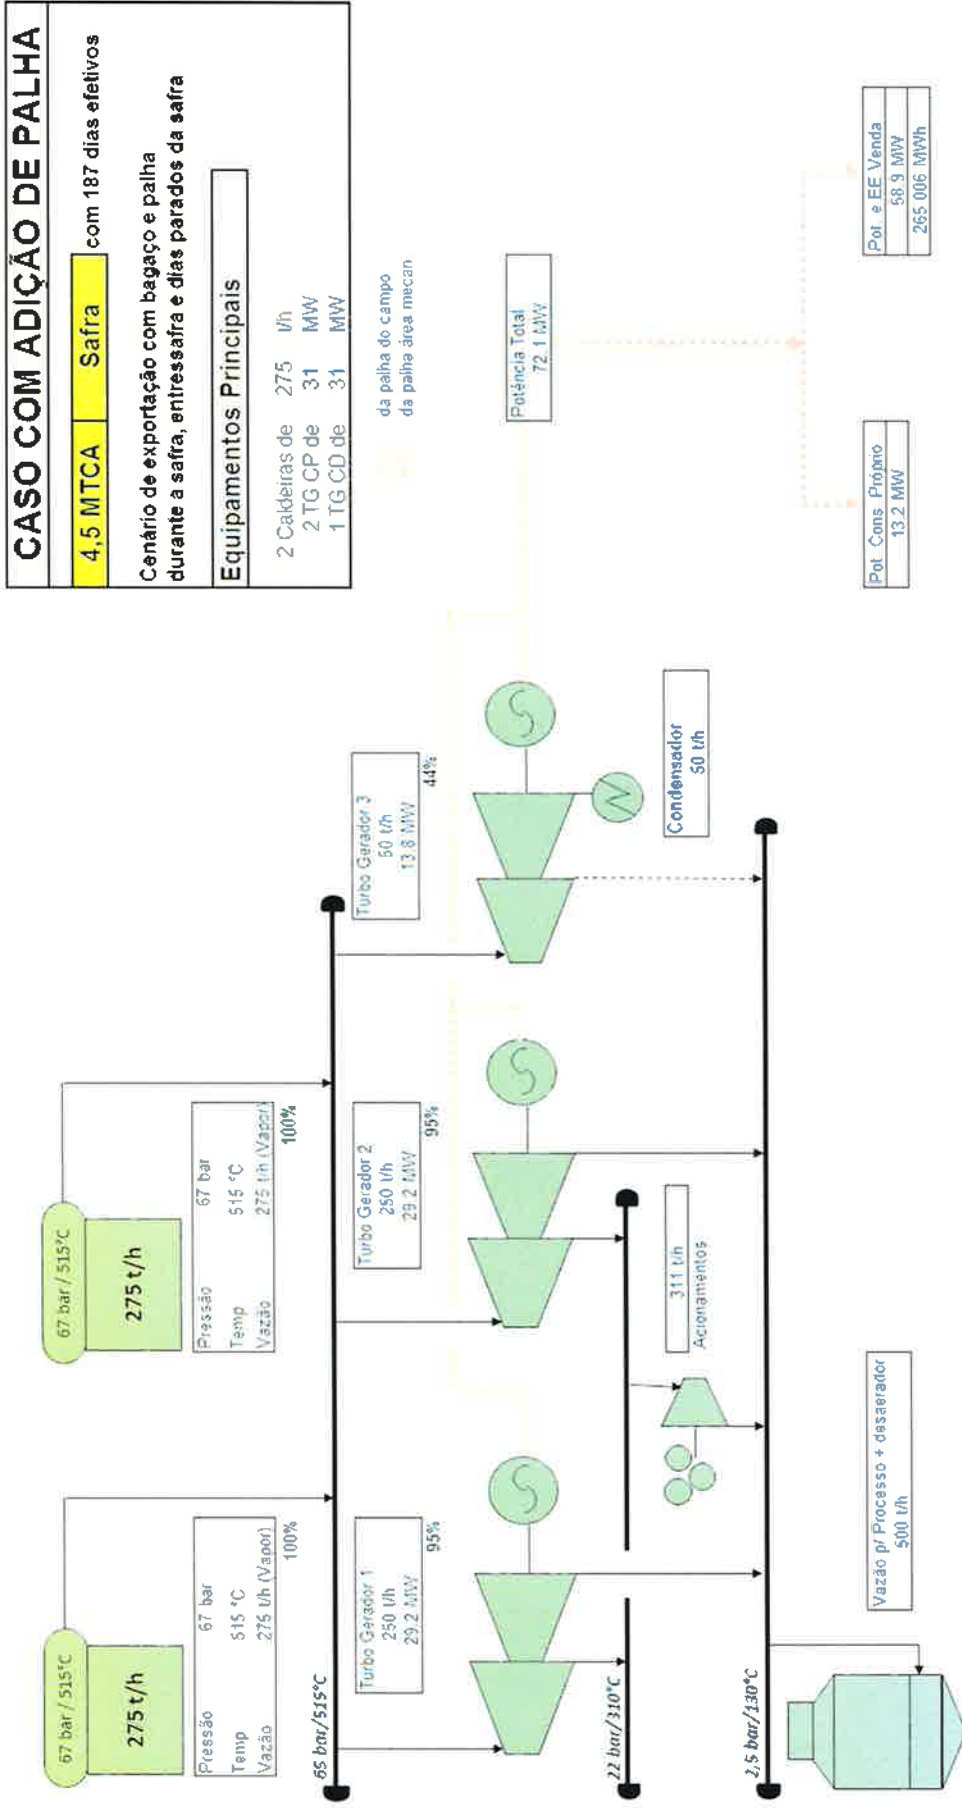 CASO COM ADIÇÃO DE PALHA
4,5 MTCA Safra com 187 dias efetivos
Cenário de exportação com bagaço e palha
durante a safra, entressafra e dias parados da safra
Equipamentos Principais
2 Caldeiras de 275 t/h
2 TG CP de 31 MW
1 TG CD de 31 MW
da palha do campo
da palha área mecan
67 bar / 515°C
275 t/h
Pressão 67 bar
Temp 515 °C
Vazão 275 t/h (Vapor)
100%
67 bar / 515°C
275 t/h
Pressão 67 bar
Temp 515 °C
Vazão 275 t/h (Vapor)
100%
65 bar/515°C
Turbo Gerador 1
250 t/h
29.2 MW
95%
Turbo Gerador 2
250 t/h
29.2 MW
95%
Turbo Gerador 3
50 t/h
13.8 MW
44%
Potência Total
72.1 MW
22 bar/310°C
311 t/h
Acionamentos
Condensador
50 t/h
2,5 bar/130°C
Vazão p/ Processo + desaerador
500 t/h
Pot. Cons. Próprio
13.2 MW
Pot. e EE Venda
58.9 MW
265 006 MWh